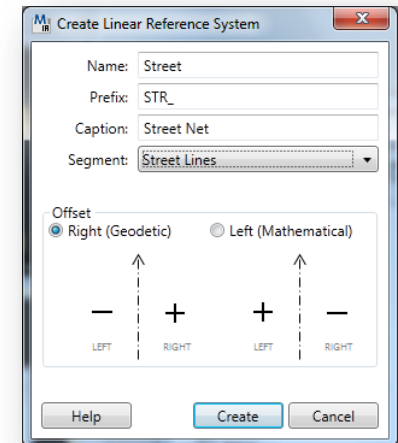 Create Linear Reference System
Name: Street
Prefix: STR_
Caption: Street Net
Segment: Street Lines
Offset
Right (Geodetic) Left (Mathematical)
− + + −
LEFT RIGHT LEFT RIGHT
Help Create Cancel